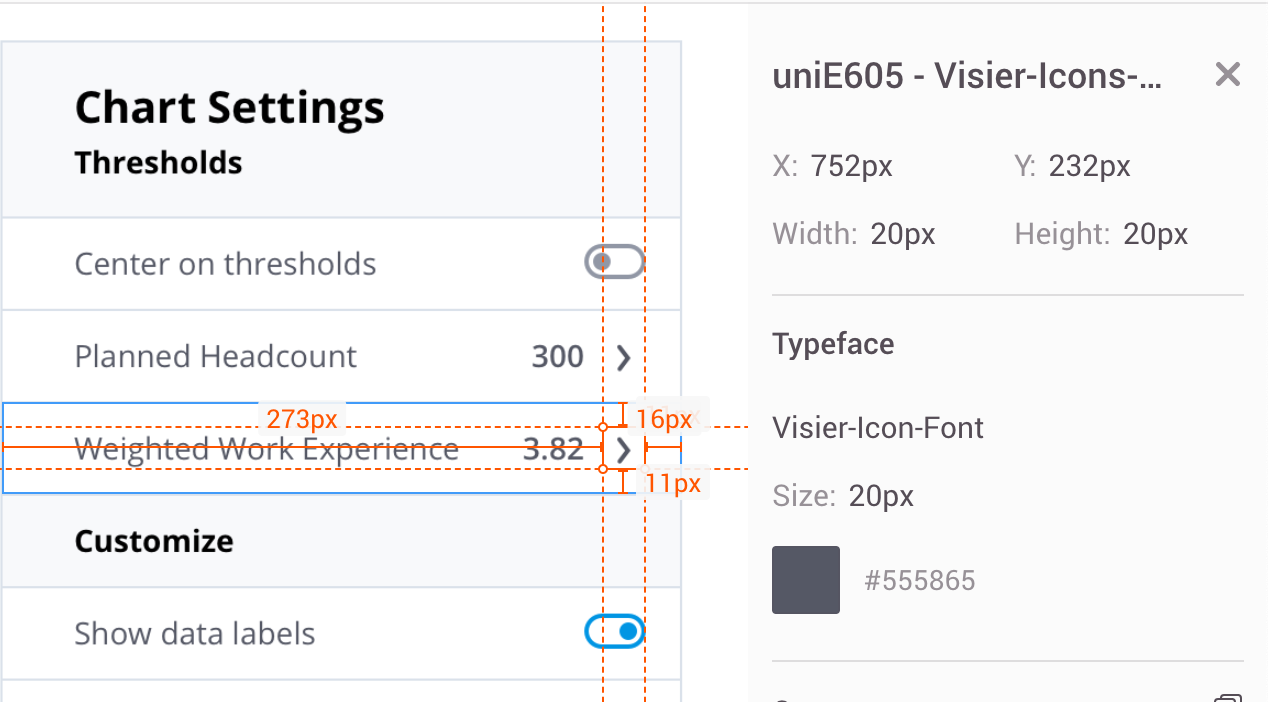 Chart Settings
Thresholds
Center on thresholds
Planned Headcount 300
273px 16px
Weighted Work Experience 3.82
11px
Customize
Show data labels
uniE605 - Visier-Icons-...
X: 752px Y: 232px
Width: 20px Height: 20px
Typeface
Visier-Icon-Font
Size: 20px
#555865